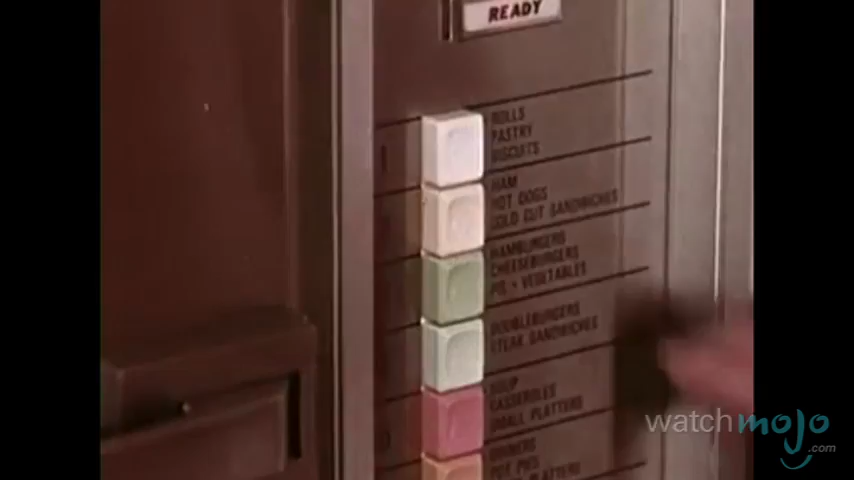 READY
ROLLS
PASTRY
BISCUITS
HAM
HOT DOGS
COLD CUT SANDWICHES
HAMBURGERS
CHEESEBURGERS
PIE - VEGETABLES
DOUBLEBURGERS
STEAK SANDWICHES
SOUP
CASSEROLES
SMALL PLATTERS
DINNERS
POT PIES
PLATTERS
watchmojo
.com